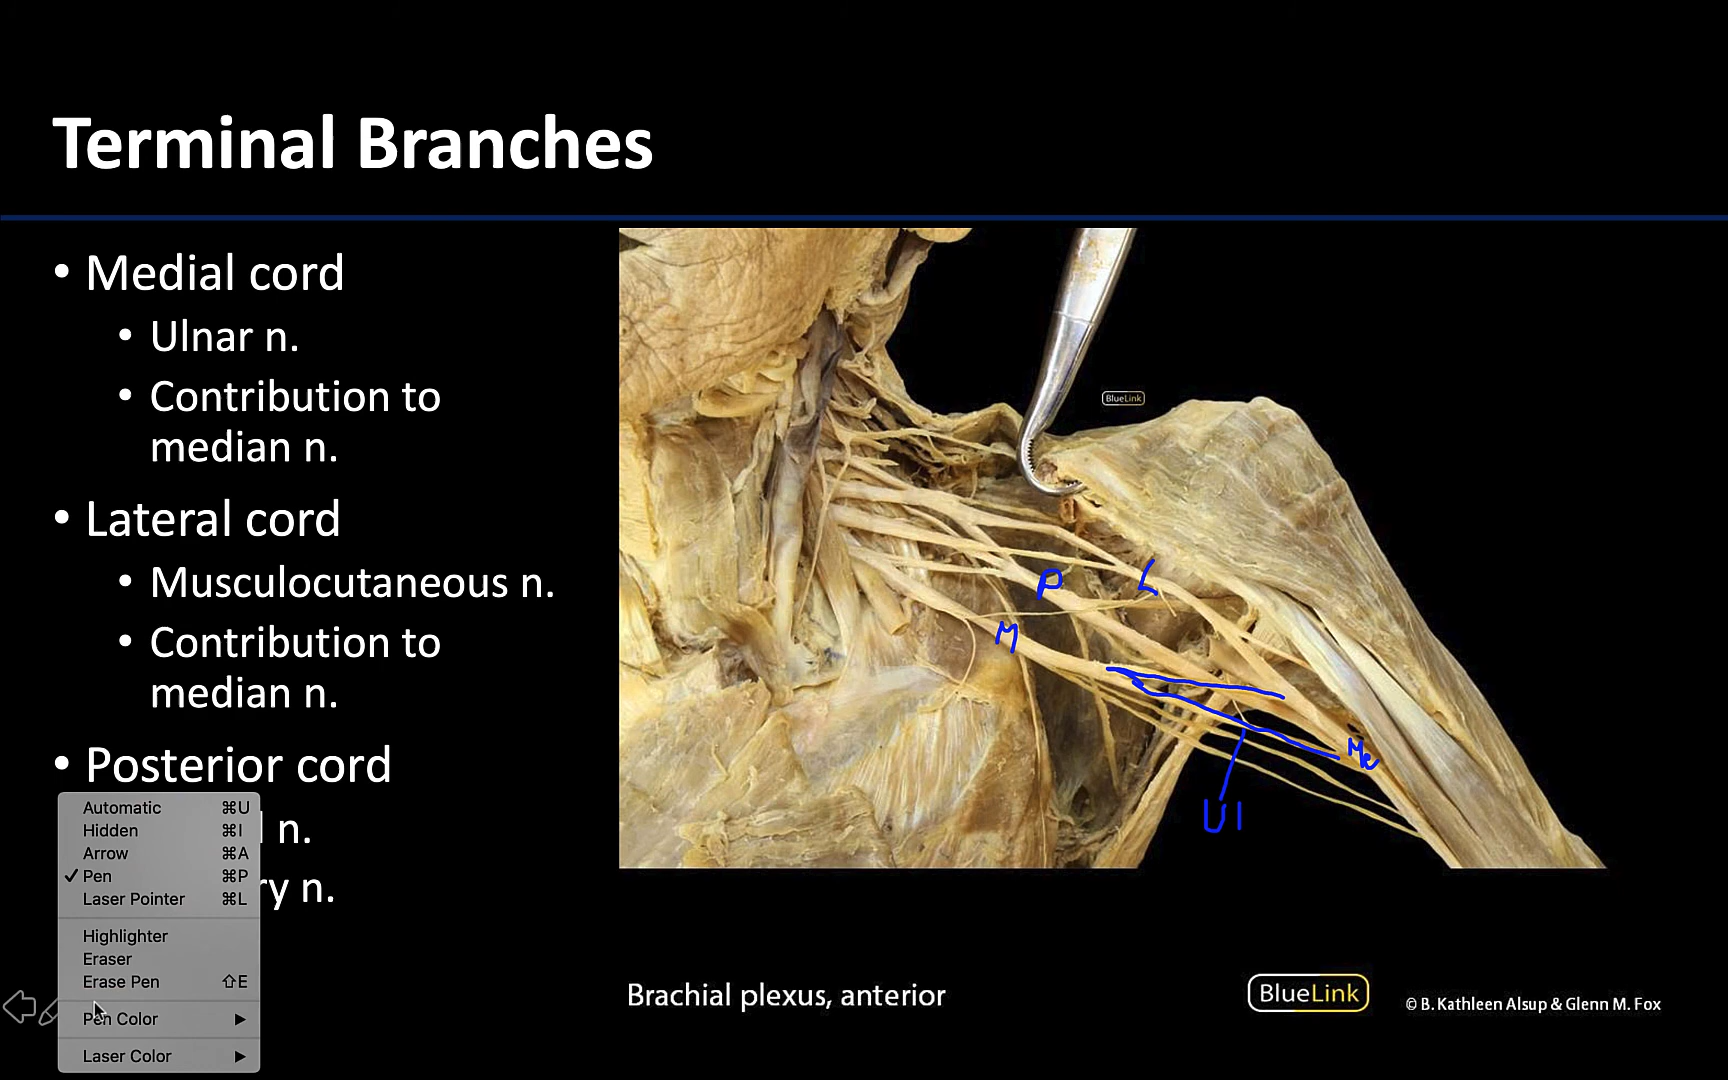 Terminal Branches
• Medial cord
• Ulnar n.
• Contribution to
median n.
• Lateral cord
• Musculocutaneous n.
• Contribution to
median n.
• Posterior cord
l n.
ry n.
Automatic ⌘U
Hidden ⌘I
Arrow ⌘A
✓ Pen ⌘P
Laser Pointer ⌘L
Highlighter
Eraser
Erase Pen ⇧E
Pen Color ▶
Laser Color ▶
BlueLink
P
L
M
Me
Ul
Brachial plexus, anterior
BlueLink
© B. Kathleen Alsup & Glenn M. Fox